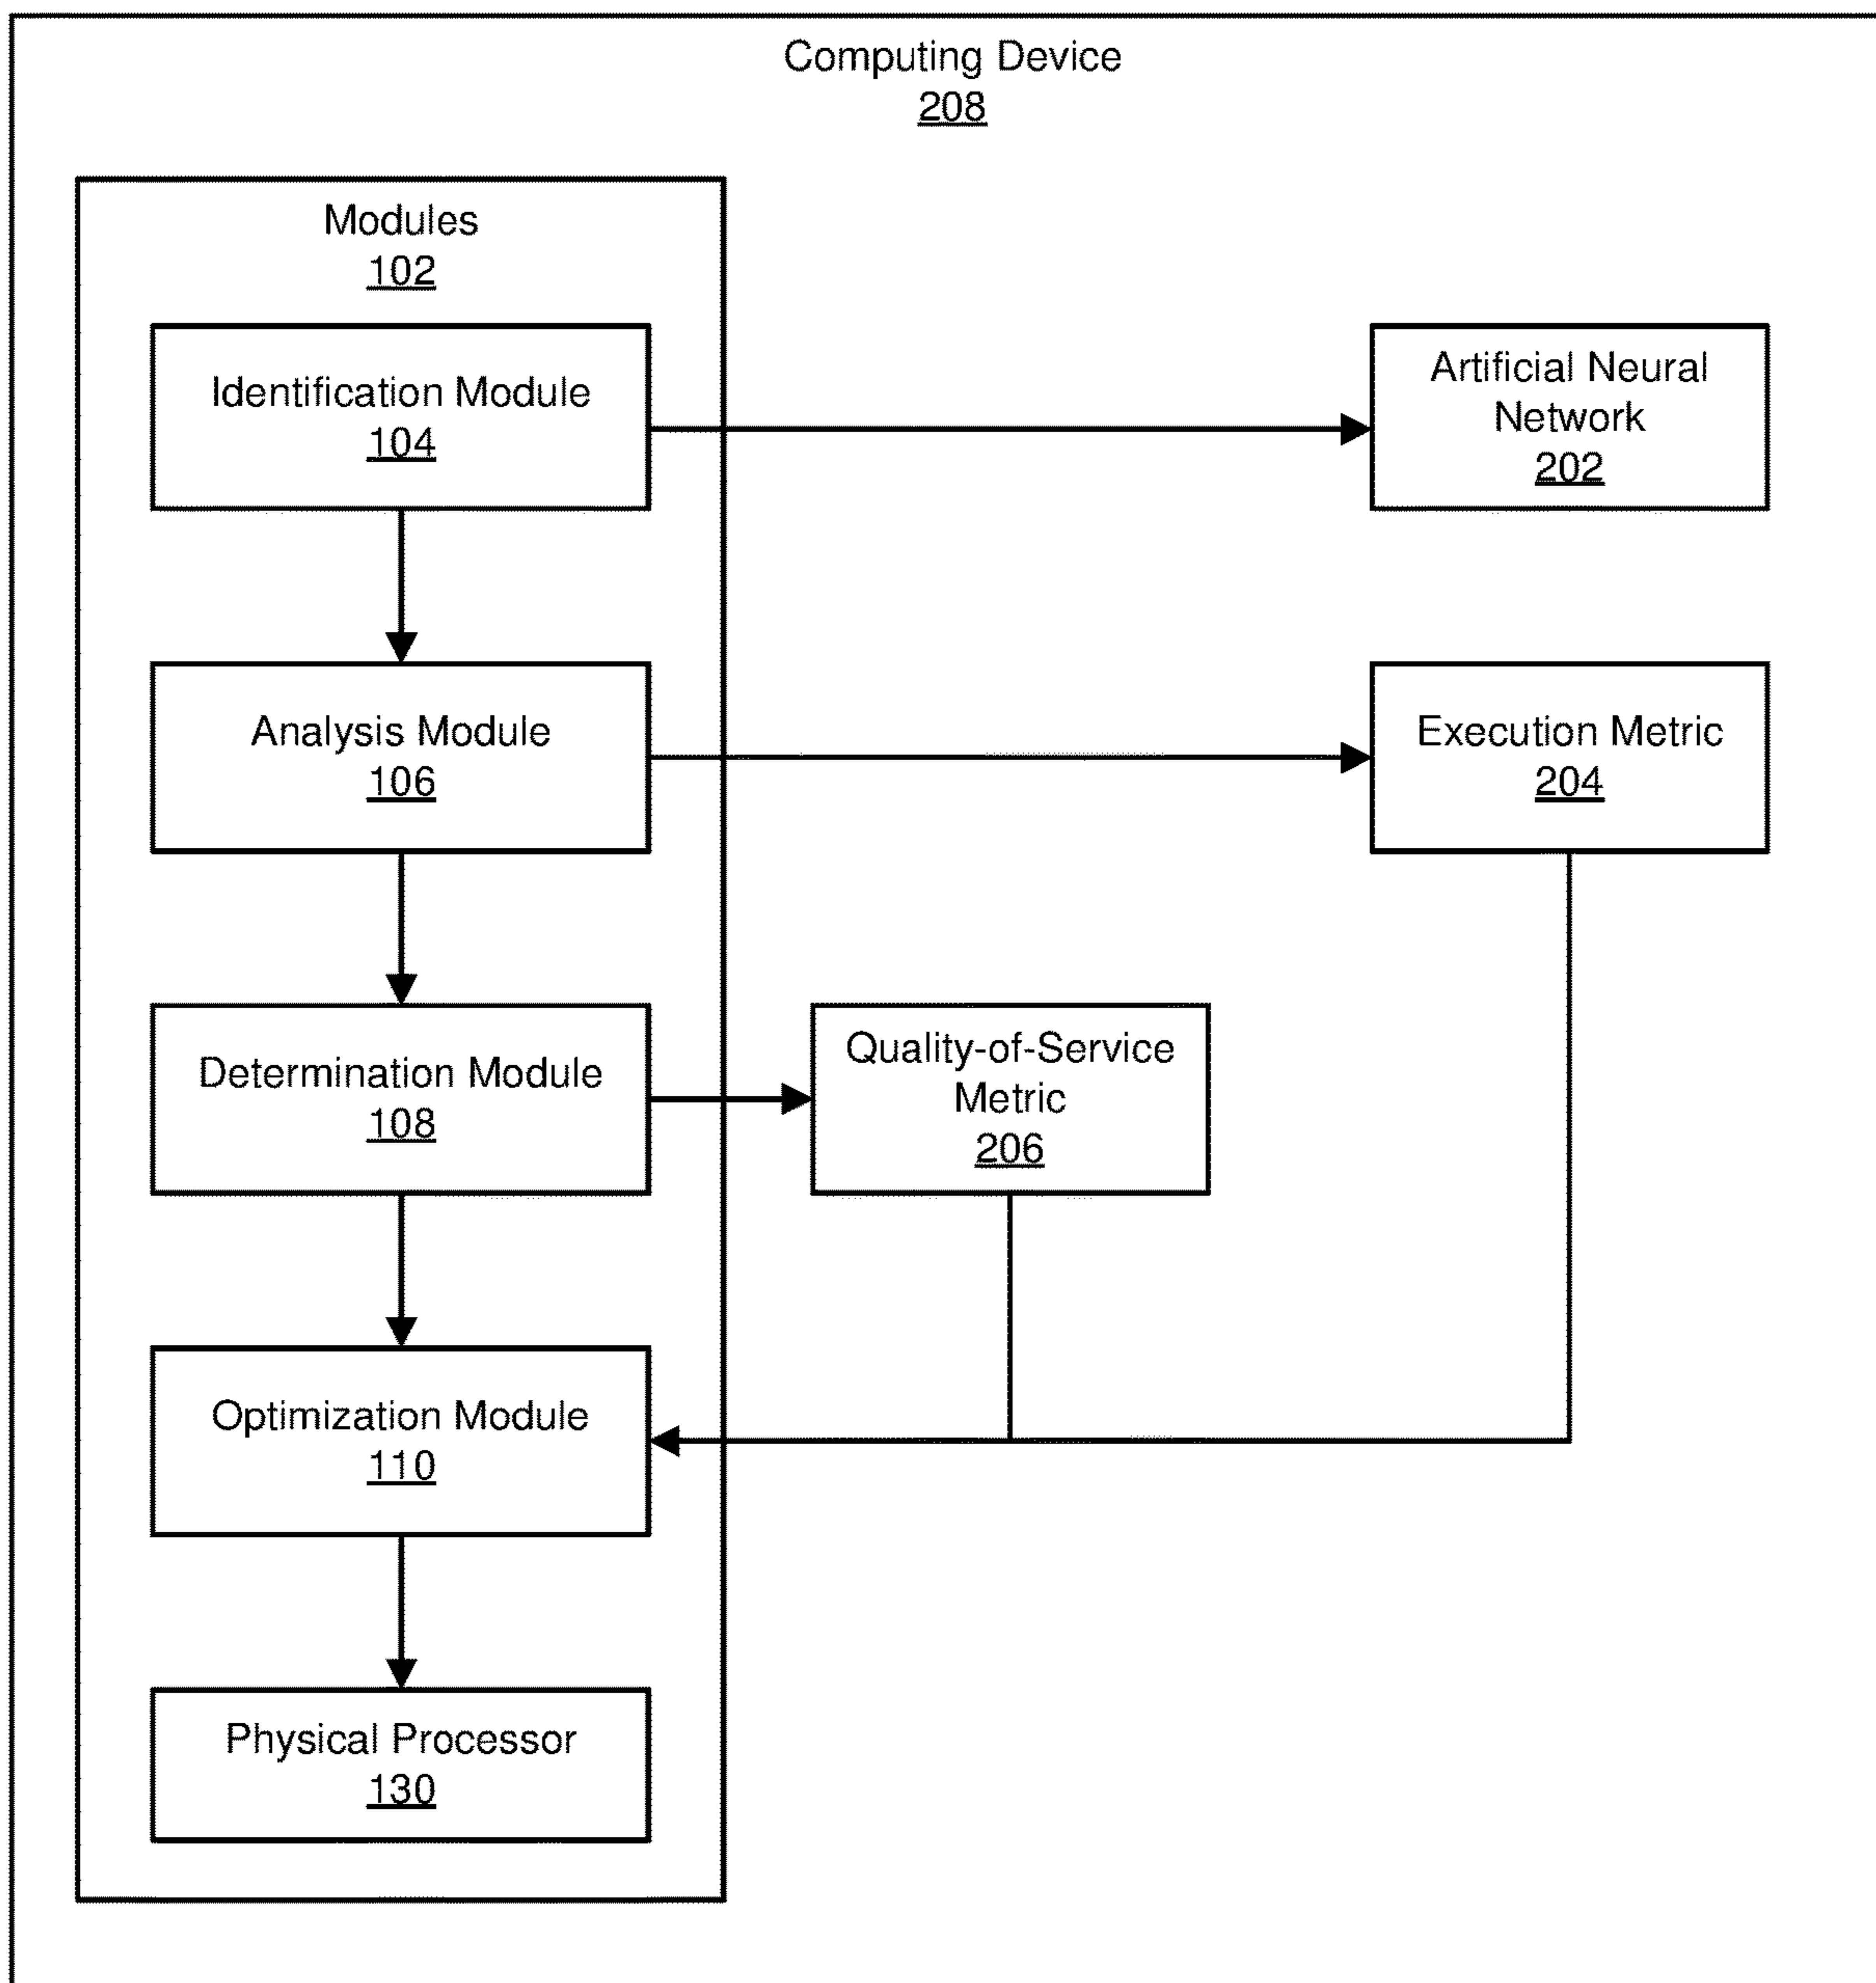 Computing Device
208
Modules
102
Identification Module
104
Artificial Neural
Network
202
Analysis Module
106
Execution Metric
204
Determination Module
108
Quality-of-Service
Metric
206
Optimization Module
110
Physical Processor
130